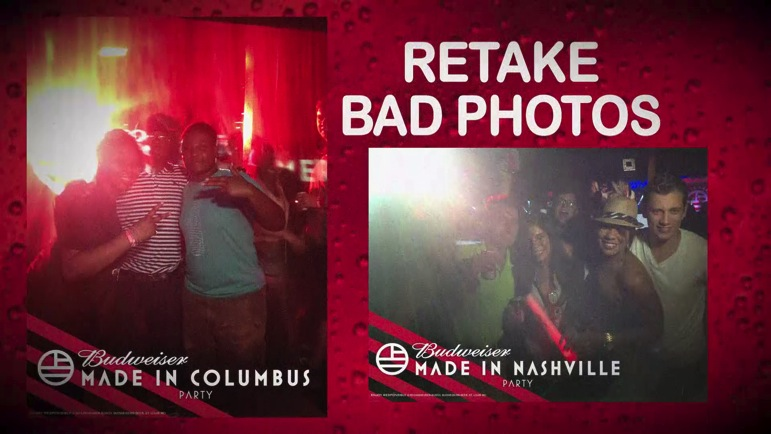 RETAKE
BAD PHOTOS
Budweiser
MADE IN COLUMBUS
PARTY
Budweiser
MADE IN NASHVILLE
PARTY